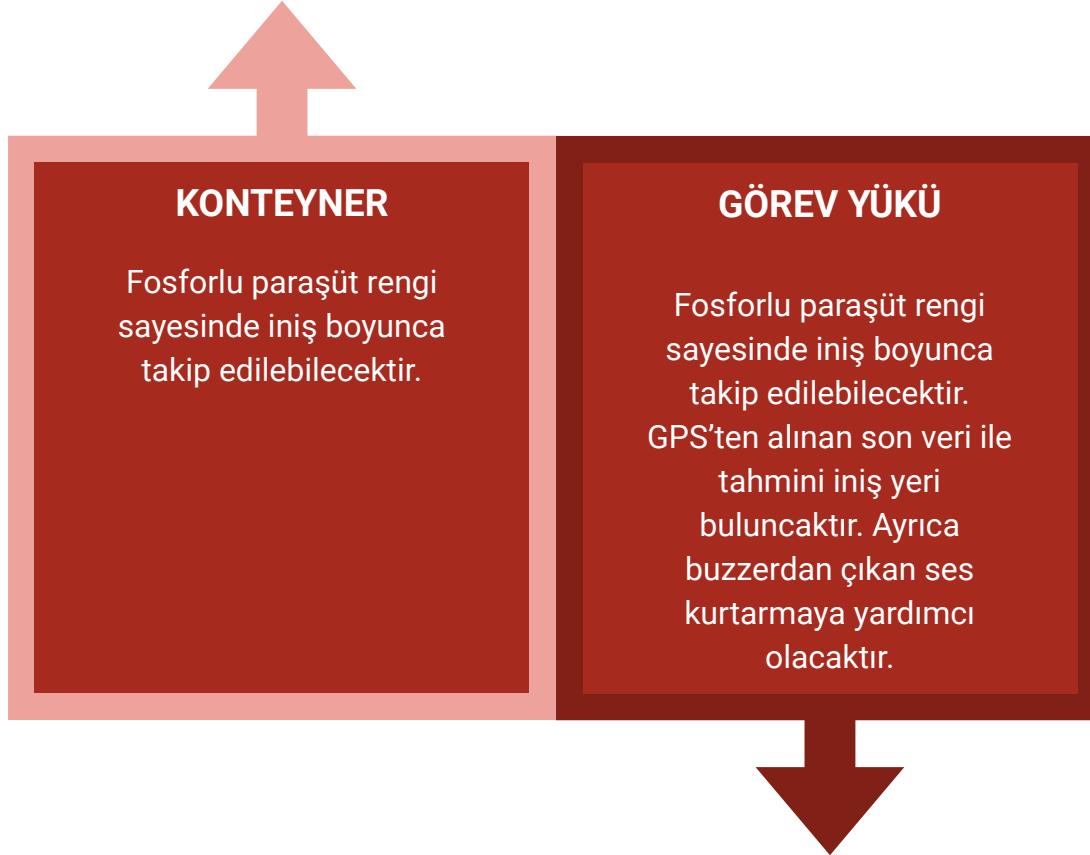 KONTEYNER
Fosforlu paraşüt rengi
sayesinde iniş boyunca
takip edilebilecektir.
GÖREV YÜKÜ
Fosforlu paraşüt rengi
sayesinde iniş boyunca
takip edilebilecektir.
GPS’ten alınan son veri ile
tahmini iniş yeri
buluncaktır. Ayrıca
buzzerdan çıkan ses
kurtarmaya yardımcı
olacaktır.